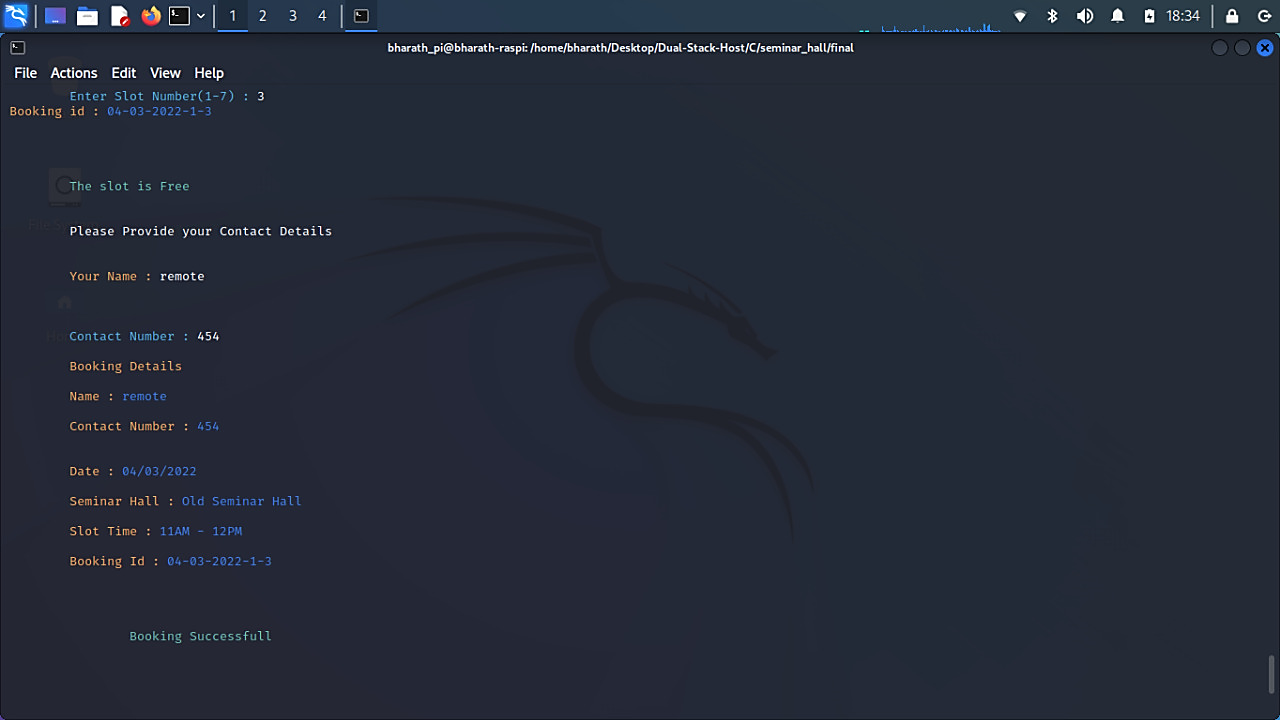 1 2 3 4 18:34
bharath_pi@bharath-raspi: /home/bharath/Desktop/Dual-Stack-Host/C/seminar_hall/final
File Actions Edit View Help
Enter Slot Number(1-7) : 3
Booking id : 04-03-2022-1-3
The slot is Free
Please Provide your Contact Details
Your Name : remote
Contact Number : 454
Booking Details
Name : remote
Contact Number : 454
Date : 04/03/2022
Seminar Hall : Old Seminar Hall
Slot Time : 11AM - 12PM
Booking Id : 04-03-2022-1-3
Booking Successfull